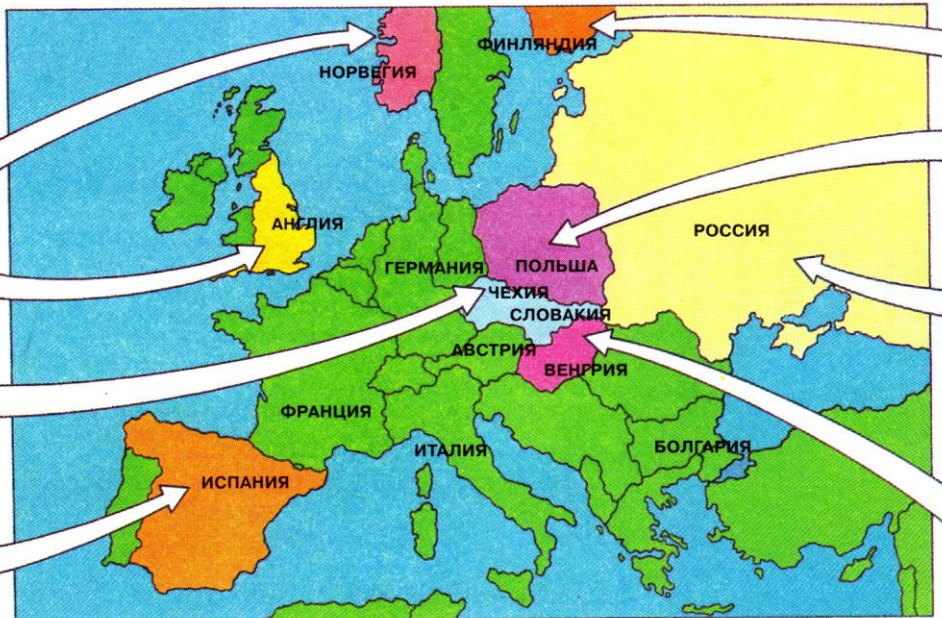 ФИНЛЯНДИЯ
НОРВЕГИЯ
АНГЛИЯ
РОССИЯ
ГЕРМАНИЯ
ПОЛЬША
ЧЕХИЯ
СЛОВАКИЯ
АВСТРИЯ
ВЕНГРИЯ
ФРАНЦИЯ
ИТАЛИЯ
БОЛГАРИЯ
ИСПАНИЯ